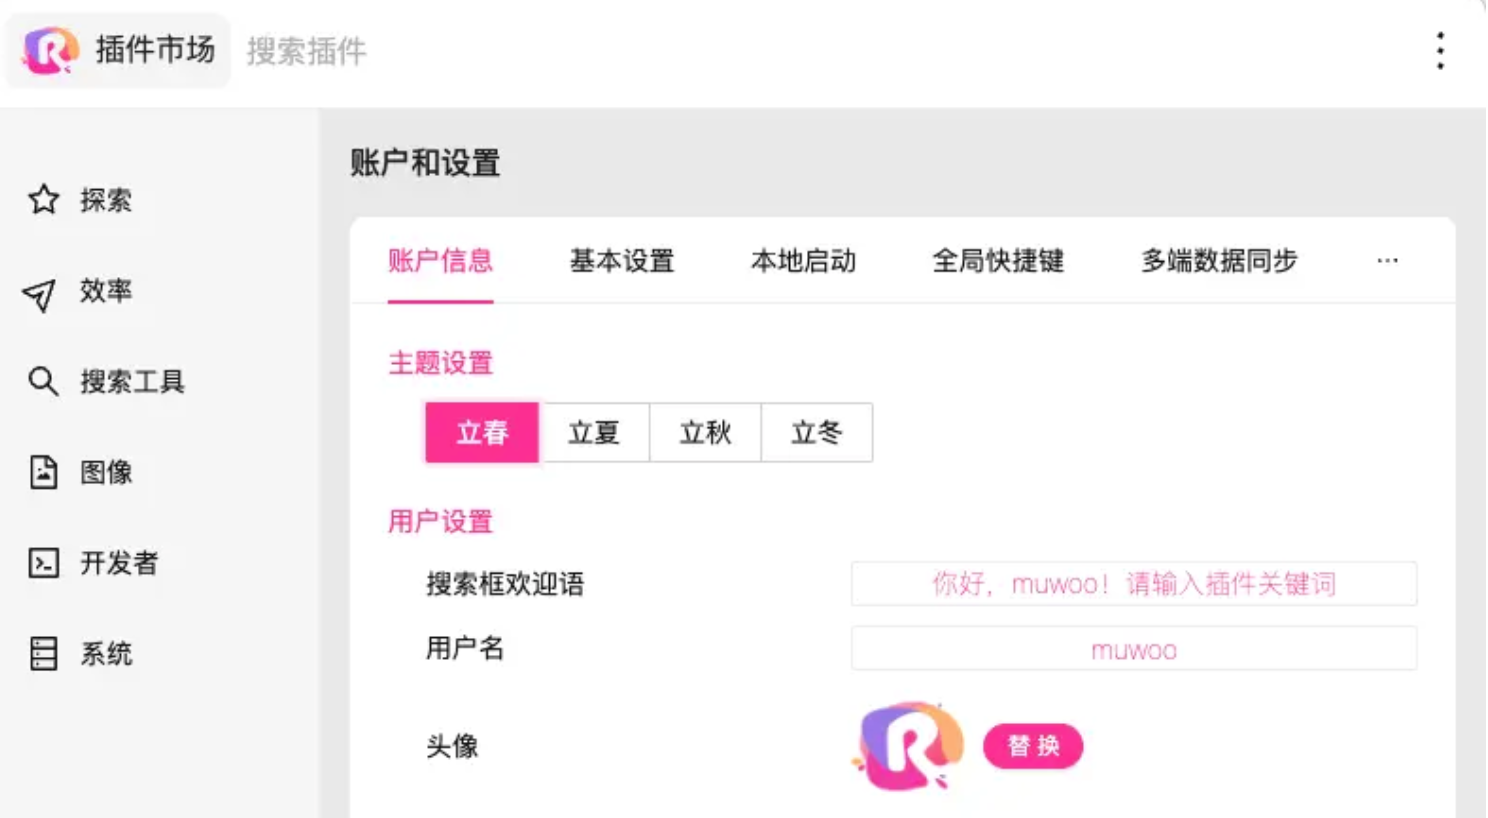 插件市场 搜索插件
账户和设置
探索
效率
搜索工具
图像
开发者
系统
账户信息 基本设置 本地启动 全局快捷键 多端数据同步 ···
主题设置
立春 立夏 立秋 立冬
用户设置
搜索框欢迎语 你好，muwoo！请输入插件关键词
用户名 muwoo
头像 R 替换